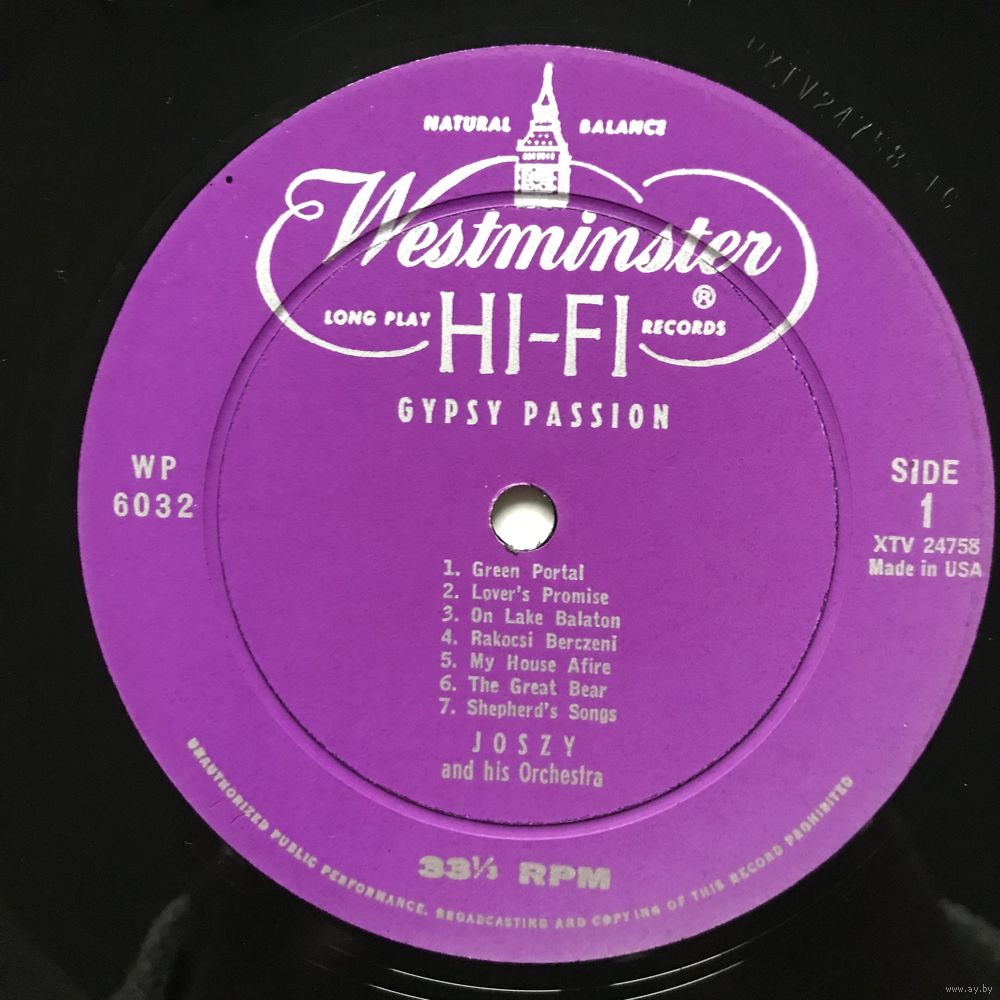 NATURAL BALANCE
Westminster
®
LONG PLAY HI-FI RECORDS
GYPSY PASSION
WP
6032
SIDE
1
XTV 24758
Made in USA
1. Green Portal
2. Lover's Promise
3. On Lake Balaton
4. Rakocsi Berczeni
5. My House Afire
6. The Great Bear
7. Shepherd's Songs
JOSZY
and his Orchestra
33⅓ RPM
UNAUTHORIZED PUBLIC PERFORMANCE, BROADCASTING AND COPYING OF THIS RECORD PROHIBITED
www.ay.by